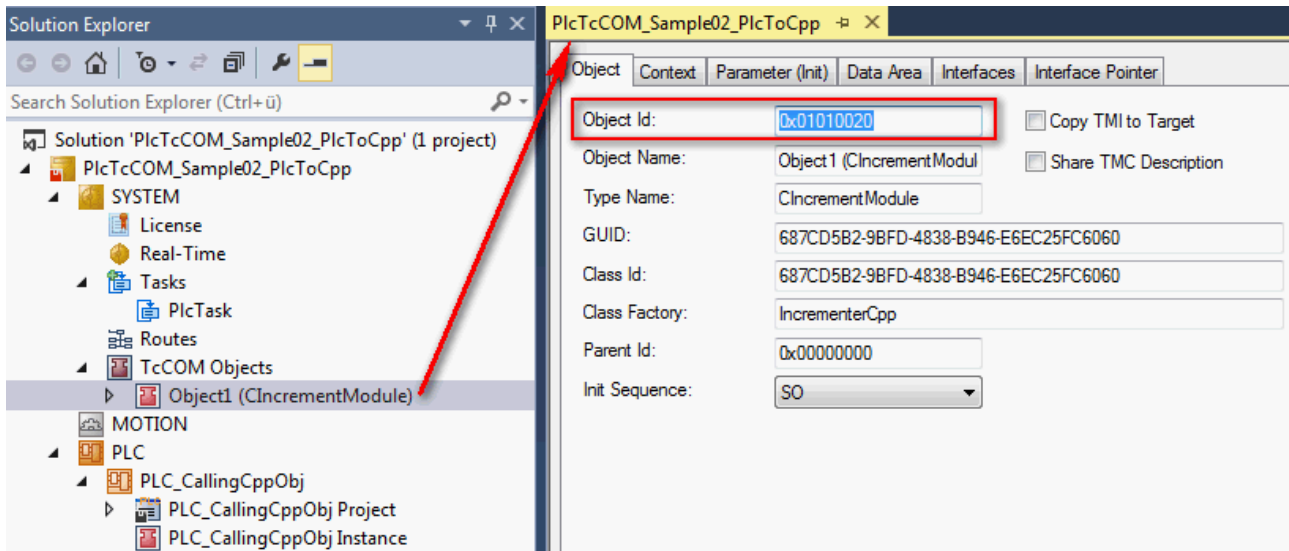 Solution Explorer
Search Solution Explorer (Ctrl+ü)
Solution 'PlcTcCOM_Sample02_PlcToCpp' (1 project)
PlcTcCOM_Sample02_PlcToCpp
SYSTEM
License
Real-Time
Tasks
PlcTask
Routes
TcCOM Objects
Object1 (CIncrementModule)
MOTION
PLC
PLC_CallingCppObj
PLC_CallingCppObj Project
PLC_CallingCppObj Instance
PlcTcCOM_Sample02_PlcToCpp
Object Context Parameter (Init) Data Area Interfaces Interface Pointer
Object Id: 0x01010020 Copy TMI to Target
Object Name: Object1 (CIncrementModul Share TMC Description
Type Name: CIncrementModule
GUID: 687CD5B2-9BFD-4838-B946-E6EC25FC6060
Class Id: 687CD5B2-9BFD-4838-B946-E6EC25FC6060
Class Factory: IncrementerCpp
Parent Id: 0x00000000
Init Sequence: SO